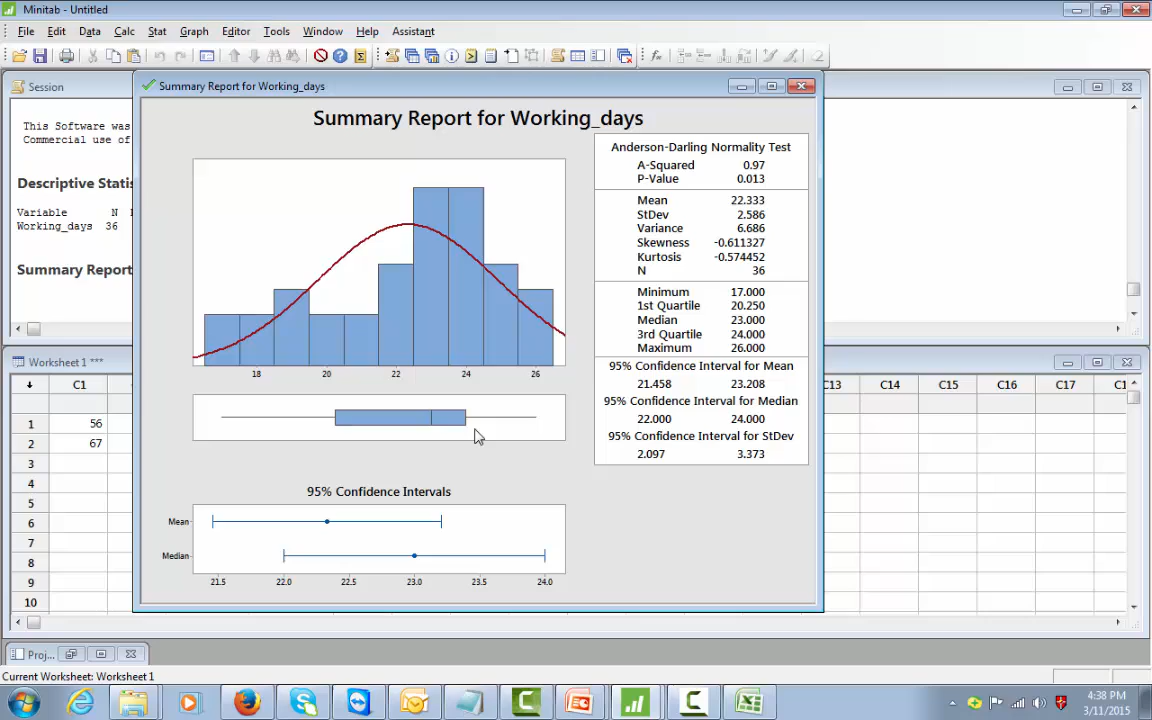 Minitab - Untitled
File Edit Data Calc Stat Graph Editor Tools Window Help Assistant
Session
This Software was
Commercial use of
Descriptive Statis
Variable N
Working_days 36
Summary Report
Summary Report for Working_days
Summary Report for Working_days
18 20 22 24 26
95% Confidence Intervals
Mean
Median
21.5 22.0 22.5 23.0 23.5 24.0
Anderson-Darling Normality Test
A-Squared 0.97
P-Value 0.013
Mean 22.333
StDev 2.586
Variance 6.686
Skewness -0.611327
Kurtosis -0.574452
N 36
Minimum 17.000
1st Quartile 20.250
Median 23.000
3rd Quartile 24.000
Maximum 26.000
95% Confidence Interval for Mean
21.458 23.208
95% Confidence Interval for Median
22.000 24.000
95% Confidence Interval for StDev
2.097 3.373
Worksheet 1 ***
C1 C13 C14 C15 C16 C17 C1
1 56
2 67
3
4
5
6
7
8
9
10
Proj...
Current Worksheet: Worksheet 1
4:38 PM
3/11/2015